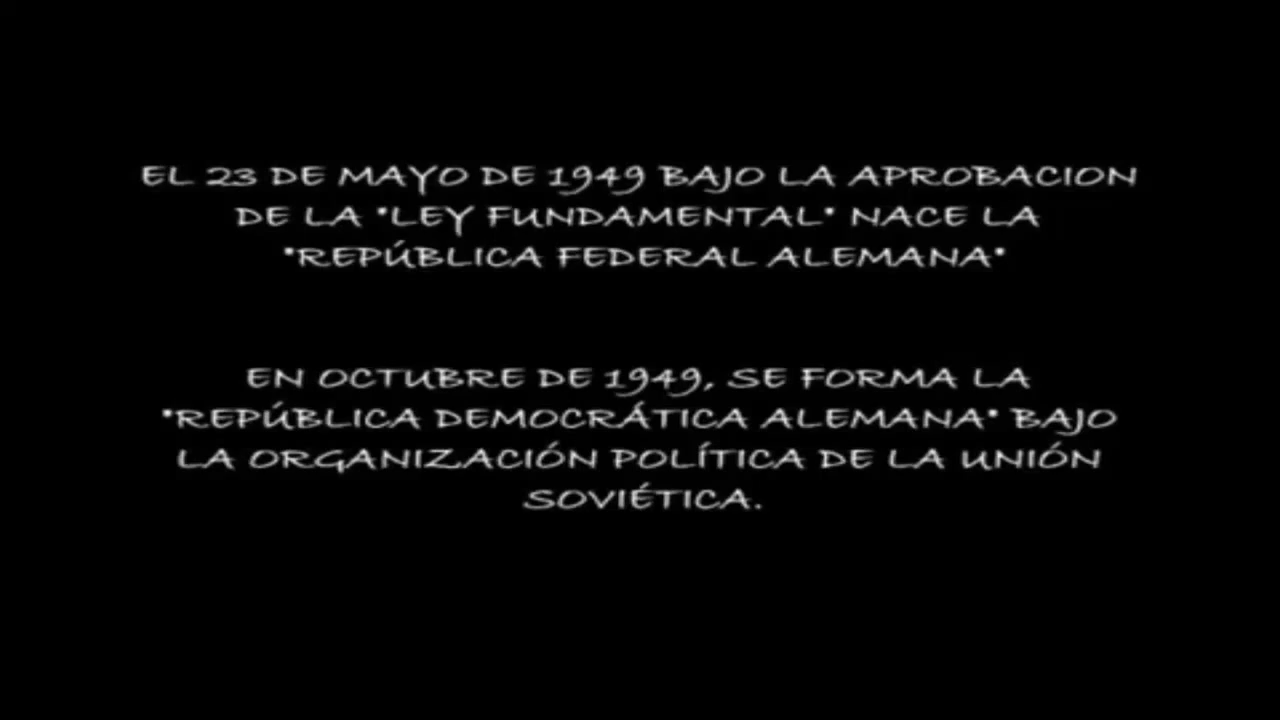 EL 23 DE MAYO DE 1949 BAJO LA APROBACION
DE LA "LEY FUNDAMENTAL" NACE LA
"REPÚBLICA FEDERAL ALEMANA"
EN OCTUBRE DE 1949, SE FORMA LA
"REPÚBLICA DEMOCRÁTICA ALEMANA" BAJO
LA ORGANIZACIÓN POLÍTICA DE LA UNIÓN
SOVIÉTICA.